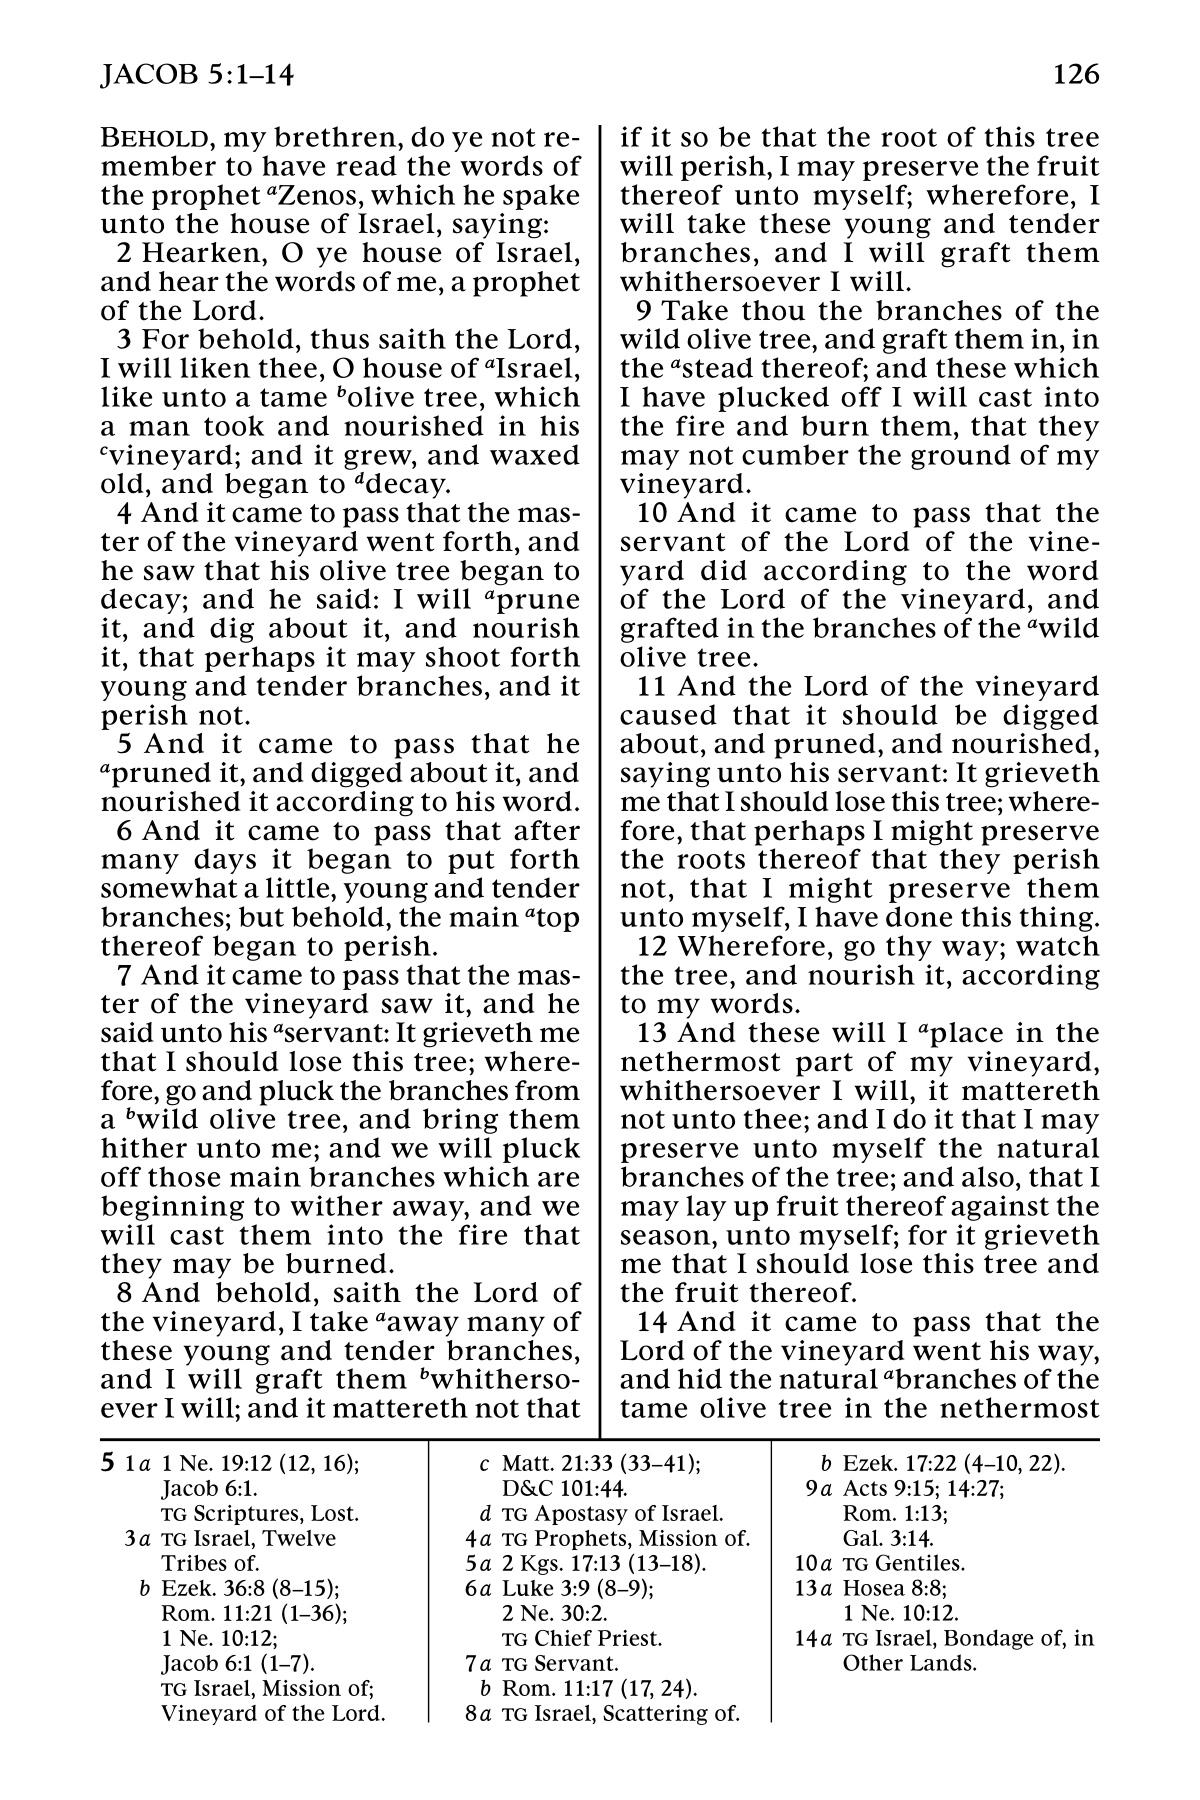 JACOB 5:1–14
126
BEHOLD, my brethren, do ye not re-
member to have read the words of
the prophet aZenos, which he spake
unto the house of Israel, saying:
2 Hearken, O ye house of Israel,
and hear the words of me, a prophet
of the Lord.
3 For behold, thus saith the Lord,
I will liken thee, O house of aIsrael,
like unto a tame bolive tree, which
a man took and nourished in his
cvineyard; and it grew, and waxed
old, and began to ddecay.
4 And it came to pass that the mas-
ter of the vineyard went forth, and
he saw that his olive tree began to
decay; and he said: I will aprune
it, and dig about it, and nourish
it, that perhaps it may shoot forth
young and tender branches, and it
perish not.
5 And it came to pass that he
apruned it, and digged about it, and
nourished it according to his word.
6 And it came to pass that after
many days it began to put forth
somewhat a little, young and tender
branches; but behold, the main atop
thereof began to perish.
7 And it came to pass that the mas-
ter of the vineyard saw it, and he
said unto his aservant: It grieveth me
that I should lose this tree; where-
fore, go and pluck the branches from
a bwild olive tree, and bring them
hither unto me; and we will pluck
off those main branches which are
beginning to wither away, and we
will cast them into the fire that
they may be burned.
8 And behold, saith the Lord of
the vineyard, I take aaway many of
these young and tender branches,
and I will graft them bwhitherso-
ever I will; and it mattereth not that
if it so be that the root of this tree
will perish, I may preserve the fruit
thereof unto myself; wherefore, I
will take these young and tender
branches, and I will graft them
whithersoever I will.
9 Take thou the branches of the
wild olive tree, and graft them in, in
the astead thereof; and these which
I have plucked off I will cast into
the fire and burn them, that they
may not cumber the ground of my
vineyard.
10 And it came to pass that the
servant of the Lord of the vine-
yard did according to the word
of the Lord of the vineyard, and
grafted in the branches of the awild
olive tree.
11 And the Lord of the vineyard
caused that it should be digged
about, and pruned, and nourished,
saying unto his servant: It grieveth
me that I should lose this tree; where-
fore, that perhaps I might preserve
the roots thereof that they perish
not, that I might preserve them
unto myself, I have done this thing.
12 Wherefore, go thy way; watch
the tree, and nourish it, according
to my words.
13 And these will I aplace in the
nethermost part of my vineyard,
whithersoever I will, it mattereth
not unto thee; and I do it that I may
preserve unto myself the natural
branches of the tree; and also, that I
may lay up fruit thereof against the
season, unto myself; for it grieveth
me that I should lose this tree and
the fruit thereof.
14 And it came to pass that the
Lord of the vineyard went his way,
and hid the natural abranches of the
tame olive tree in the nethermost
5 1a 1 Ne. 19:12 (12, 16);
Jacob 6:1.
TG Scriptures, Lost.
3a TG Israel, Twelve
Tribes of.
b Ezek. 36:8 (8–15);
Rom. 11:21 (1–36);
1 Ne. 10:12;
Jacob 6:1 (1–7).
TG Israel, Mission of;
Vineyard of the Lord.
c Matt. 21:33 (33–41);
D&C 101:44.
d TG Apostasy of Israel.
4a TG Prophets, Mission of.
5a 2 Kgs. 17:13 (13–18).
6a Luke 3:9 (8–9);
2 Ne. 30:2.
TG Chief Priest.
7a TG Servant.
b Rom. 11:17 (17, 24).
8a TG Israel, Scattering of.
b Ezek. 17:22 (4–10, 22).
9a Acts 9:15; 14:27;
Rom. 1:13;
Gal. 3:14.
10a TG Gentiles.
13a Hosea 8:8;
1 Ne. 10:12.
14a TG Israel, Bondage of, in
Other Lands.